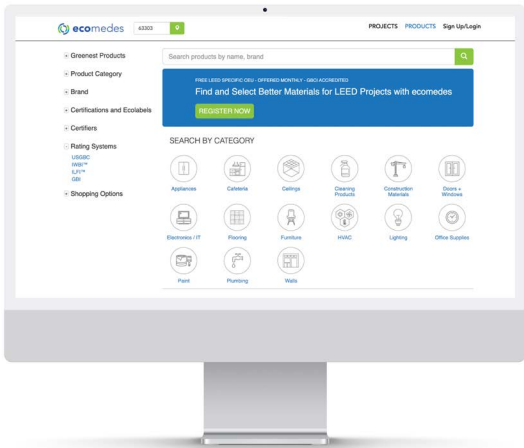 ecomedes
63303
PROJECTS PRODUCTS Sign Up/Login
Greenest Products
Product Category
Brand
Certifications and Ecolabels
Certifiers
Rating Systems
USGBC
IWBI™
ILFI™
GBI
Shopping Options
Search products by name, brand
FREE LEED SPECIFIC CEU - OFFERED MONTHLY - GBCI ACCREDITED
Find and Select Better Materials for LEED Projects with ecomedes
REGISTER NOW
SEARCH BY CATEGORY
Appliances
Cafeteria
Ceilings
Cleaning
Products
Construction
Materials
Doors +
Windows
Electronics / IT
Flooring
Furniture
HVAC
Lighting
Office Supplies
Paint
Plumbing
Walls